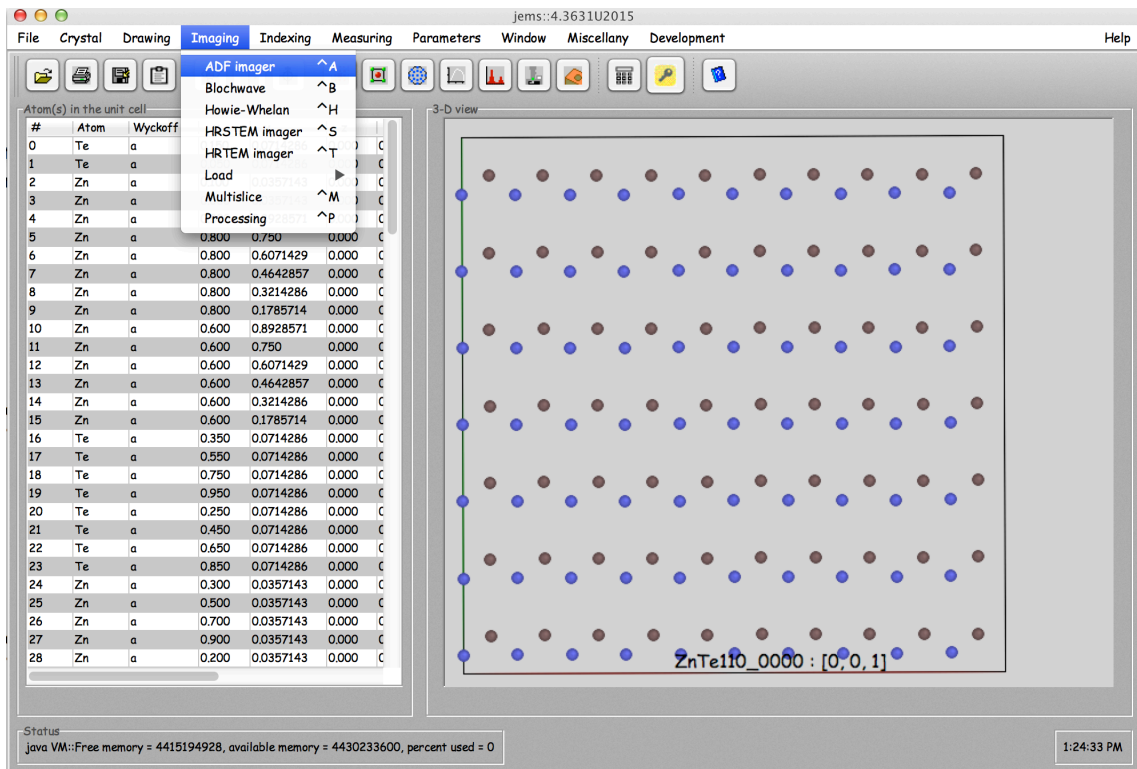 jems::4.3631U2015
File Crystal Drawing Imaging Indexing Measuring Parameters Window Miscellany Development Help
ADF imager ^A
Blochwave ^B
Howie-Whelan ^H
HRSTEM imager ^S
HRTEM imager ^T
Load
Multislice ^M
Processing ^P
Atom(s) in the unit cell
# Atom Wyckoff
0 Te a
1 Te a
2 Zn a
3 Zn a
4 Zn a
5 Zn a 0.800 0.750 0.000
6 Zn a 0.800 0.6071429 0.000
7 Zn a 0.800 0.4642857 0.000
8 Zn a 0.800 0.3214286 0.000
9 Zn a 0.800 0.1785714 0.000
10 Zn a 0.600 0.8928571 0.000
11 Zn a 0.600 0.750 0.000
12 Zn a 0.600 0.6071429 0.000
13 Zn a 0.600 0.4642857 0.000
14 Zn a 0.600 0.3214286 0.000
15 Zn a 0.600 0.1785714 0.000
16 Te a 0.350 0.0714286 0.000
17 Te a 0.550 0.0714286 0.000
18 Te a 0.750 0.0714286 0.000
19 Te a 0.950 0.0714286 0.000
20 Te a 0.250 0.0714286 0.000
21 Te a 0.450 0.0714286 0.000
22 Te a 0.650 0.0714286 0.000
23 Te a 0.850 0.0714286 0.000
24 Zn a 0.300 0.0357143 0.000
25 Zn a 0.500 0.0357143 0.000
26 Zn a 0.700 0.0357143 0.000
27 Zn a 0.900 0.0357143 0.000
28 Zn a 0.200 0.0357143 0.000
3-D view
ZnTe110_0000 : [0, 0, 1]
Status
java VM::Free memory = 4415194928, available memory = 4430233600, percent used = 0
1:24:33 PM